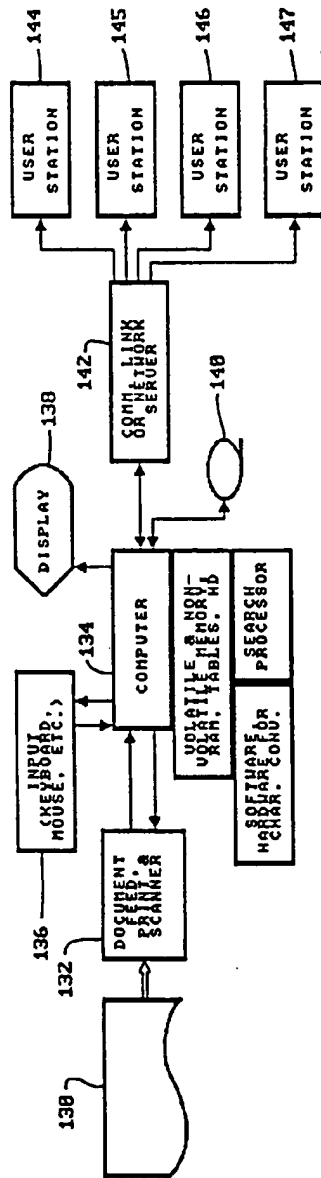 130
132
DOCUMENT
FEED,
PRINT, &
SCANNER
136
INPUT
(KEYBOARD,
MOUSE, ETC.)
134
COMPUTER
138
DISPLAY
VOLATILE & NON-
VOLATILE MEMORY,
RAM, TABLES, HD
SOFTWARE OR
HARDWARE FOR
CHAR. CONV.
SEARCH
PROCESSOR
142
COMM. LINK
OR NETWORK
SERVER
140
USER
STATION
144
USER
STATION
145
USER
STATION
146
USER
STATION
147